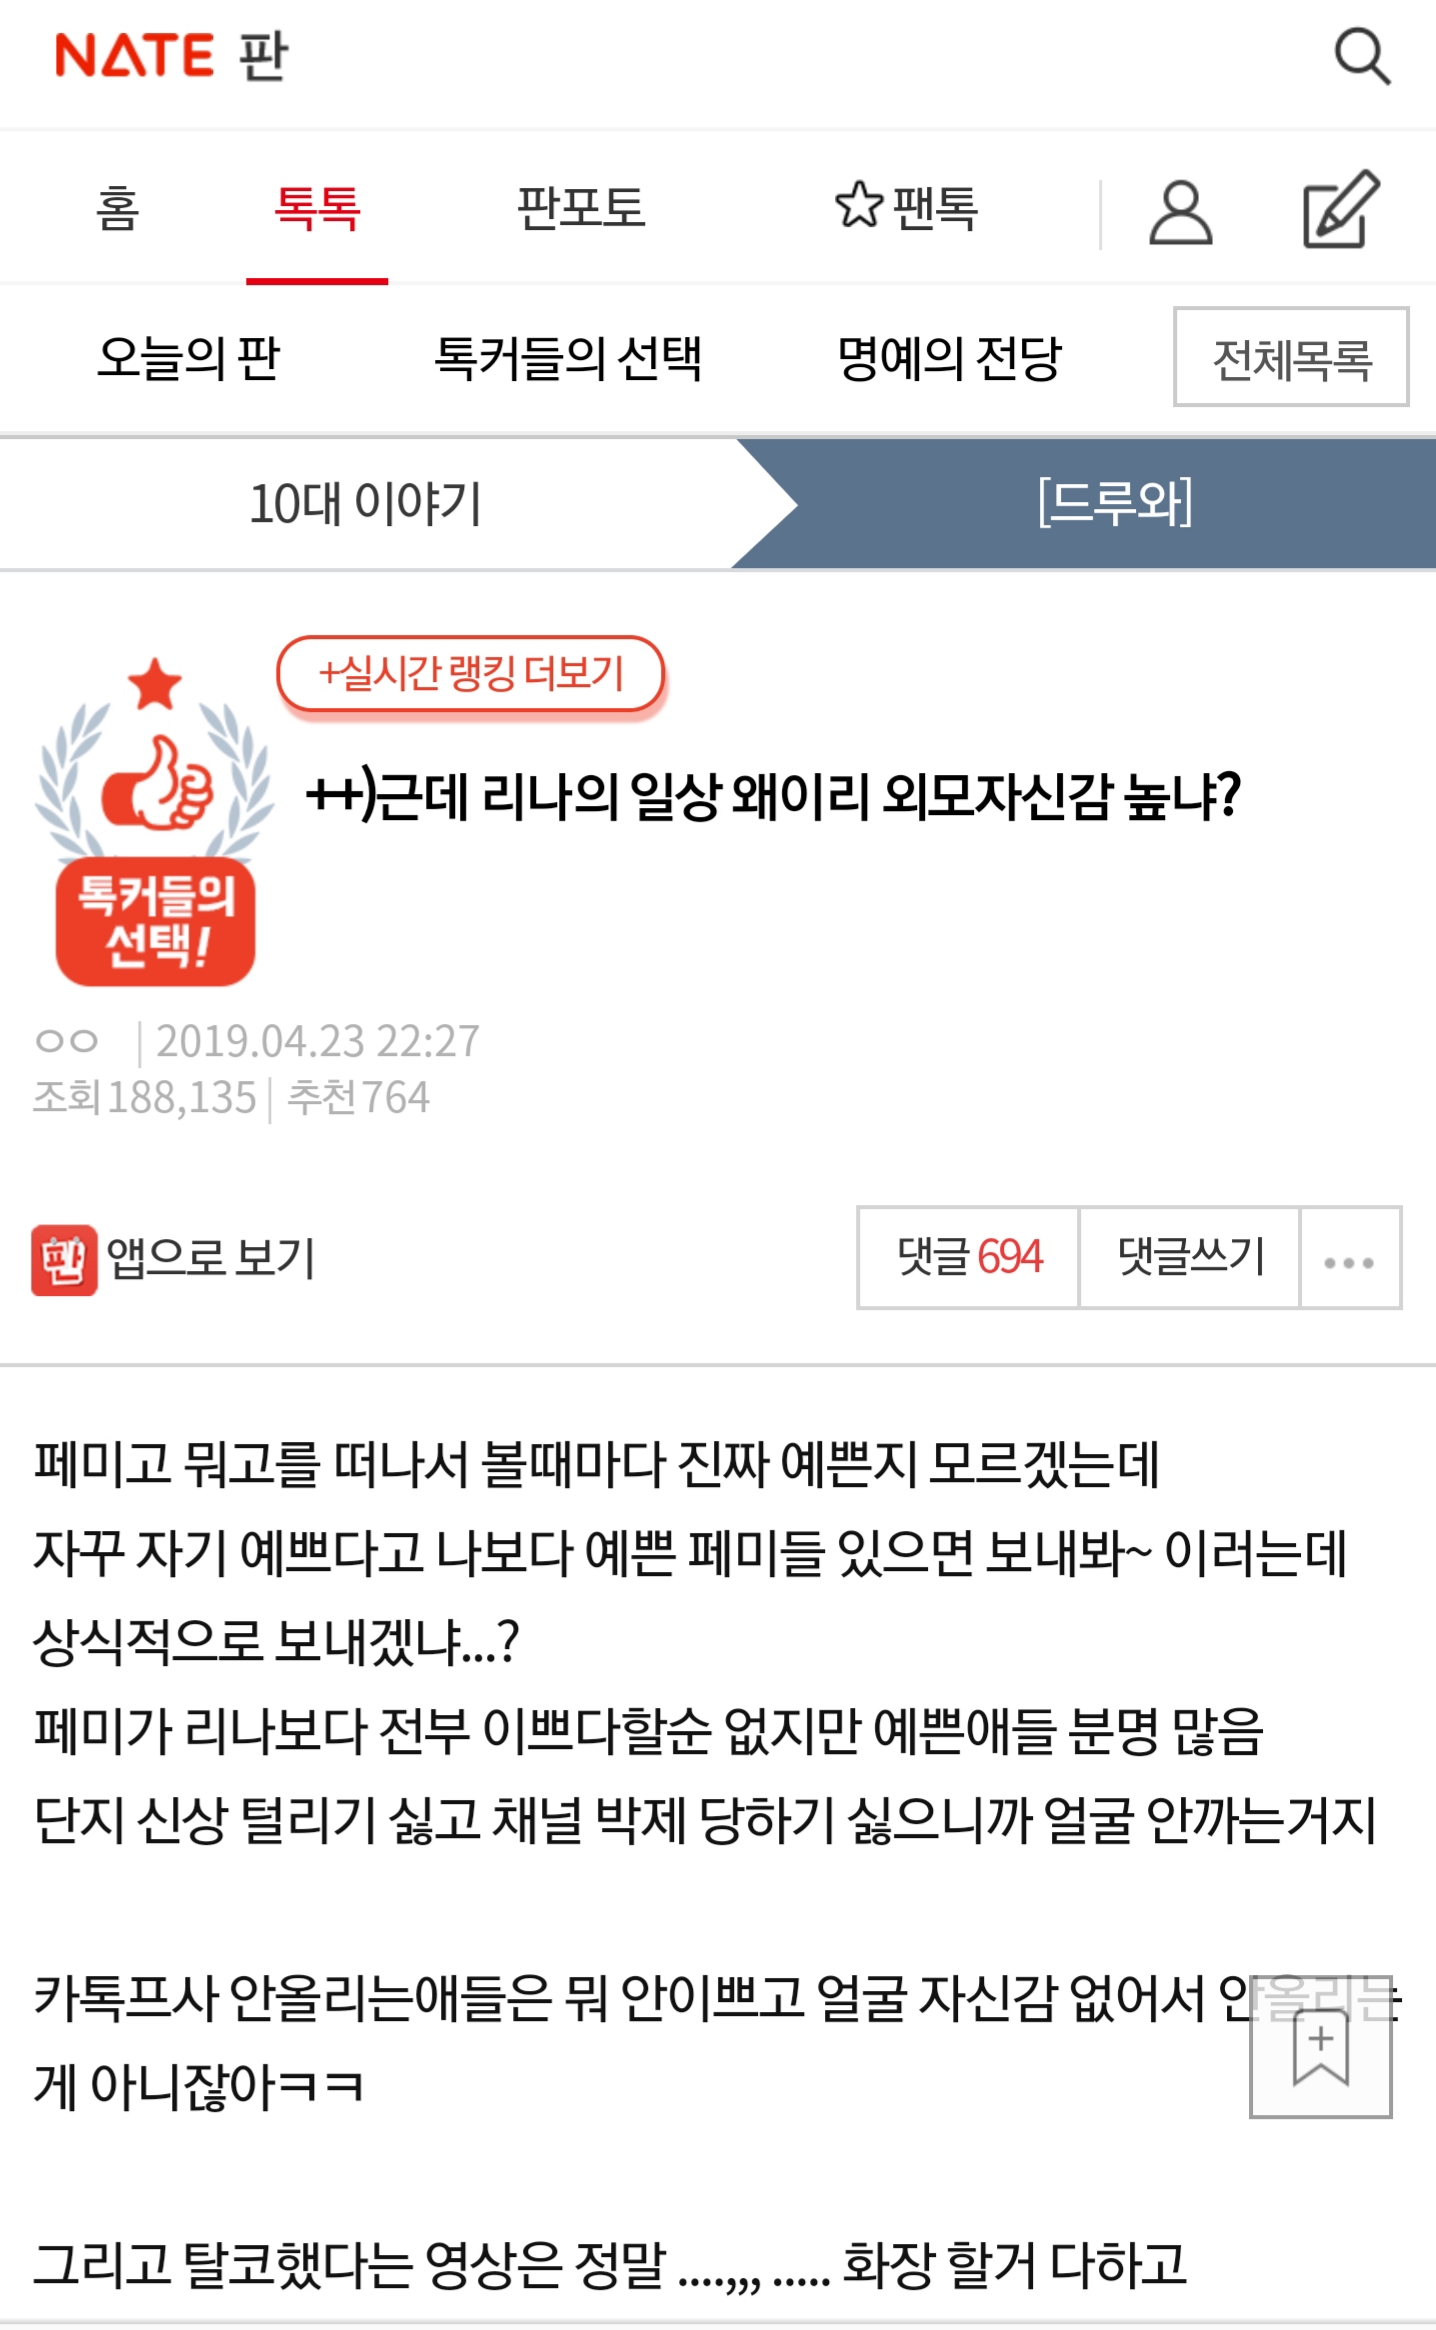 NATE 판
홈 톡톡 판포토 ☆팬톡
오늘의 판 톡커들의 선택 명예의 전당 전체목록
10대 이야기 [드루와]
+실시간 랭킹 더보기
++)근데 리나의 일상 왜이리 외모자신감 높냐?
톡커들의
선택!
ㅇㅇ | 2019.04.23 22:27
조회 188,135 | 추천 764
판 앱으로 보기 댓글 694 댓글쓰기 ...
페미고 뭐고를 떠나서 볼때마다 진짜 예쁜지 모르겠는데
자꾸 자기 예쁘다고 나보다 예쁜 페미들 있으면 보내봐~ 이러는데
상식적으로 보내겠냐...?
페미가 리나보다 전부 이쁘다할순 없지만 예쁜애들 분명 많음
단지 신상 털리기 싫고 채널 박제 당하기 싫으니까 얼굴 안까는거지
카톡프사 안올리는애들은 뭐 안이쁘고 얼굴 자신감 없어서 안올리는
게 아니잖아ㅋㅋ
그리고 탈코했다는 영상은 정말 ....,,, ..... 화장 할거 다하고